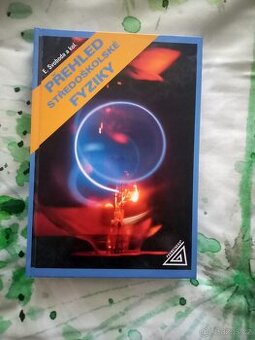 E. Svoboda a kol.
PŘEHLED
STŘEDOŠKOLSKÉ
FYZIKY